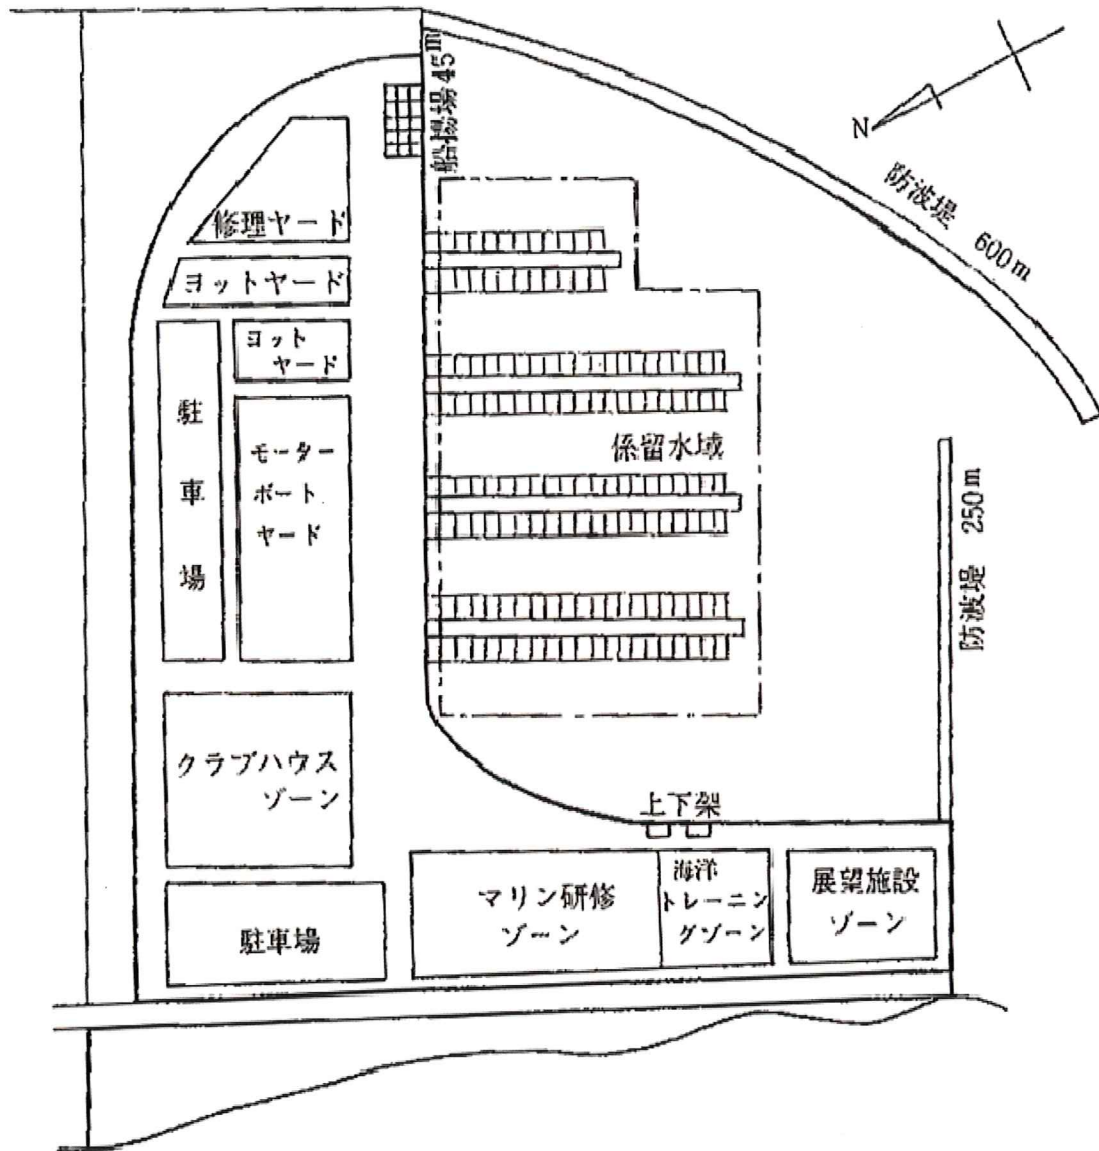 船揚場45m
N
防波堤 600m
修理ヤード
ヨットヤード
ヨット
ヤード
駐車場
モーター
ボート
ヤード
係留水域
防波堤 250m
クラブハウス
ゾーン
上下架
マリン研修
ゾーン
海洋
トレーニン
グゾーン
展望施設
ゾーン
駐車場